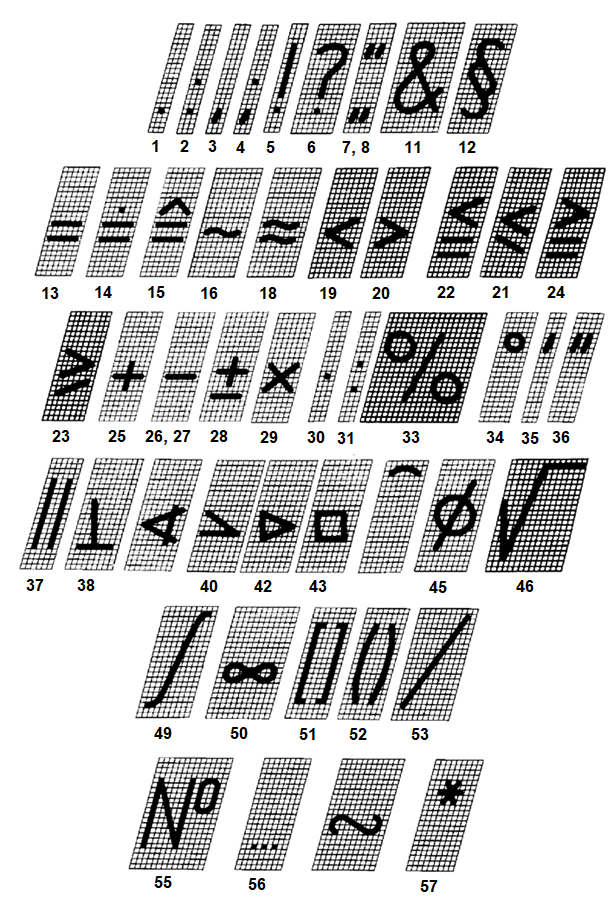 . · , ; ! ? " „ & §
1 2 3 4 5 6 7, 8 11 12
= ≐ ≙ ~ ≈ < > ≦ ≤ ≧
13 14 15 16 18 19 20 22 21 24
≥ + − ± × · : % ° ′ ″
23 25 26, 27 28 29 30 31 33 34 35 36
∥ ⊥ ∢ ⦣ ▷ □ ⌒ ⌀ √
37 38 40 42 43 45 46
∫ ∞ [ ] ( ) /
49 50 51 52 53
№ ... ∾ *
55 56 57